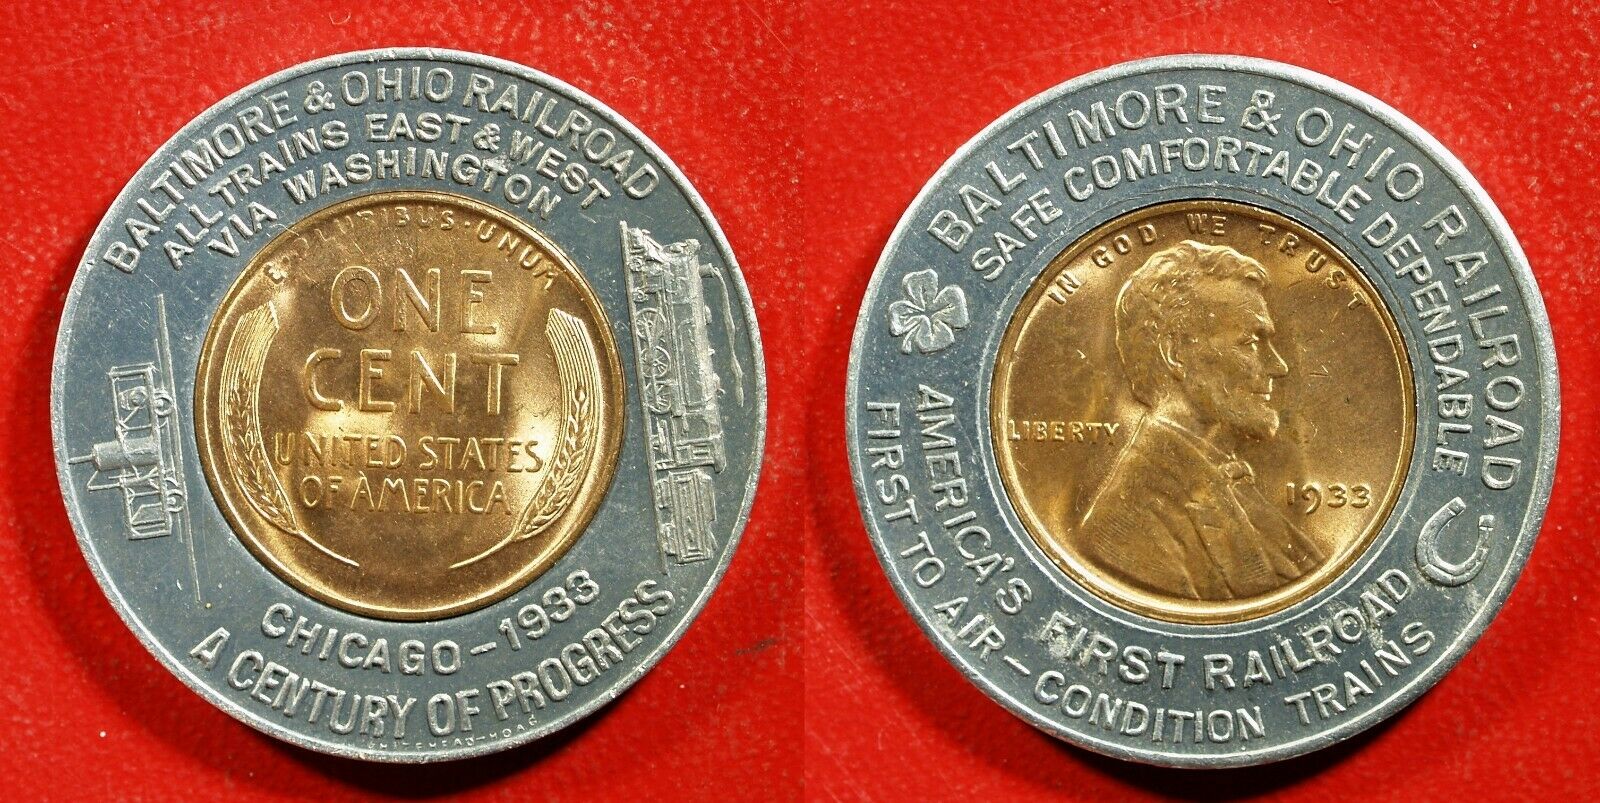 BALTIMORE & OHIO RAILROAD
ALL TRAINS EAST & WEST
VIA WASHINGTON
E·PLURIBUS·UNUM
ONE
CENT
UNITED STATES
OF AMERICA
CHICAGO-1933
A CENTURY OF PROGRESS
WHITEHEAD-HOAG
BALTIMORE & OHIO RAILROAD
SAFE COMFORTABLE DEPENDABLE
IN GOD WE TRUST
LIBERTY
1933
AMERICA'S FIRST RAILROAD
FIRST TO AIR-CONDITION TRAINS